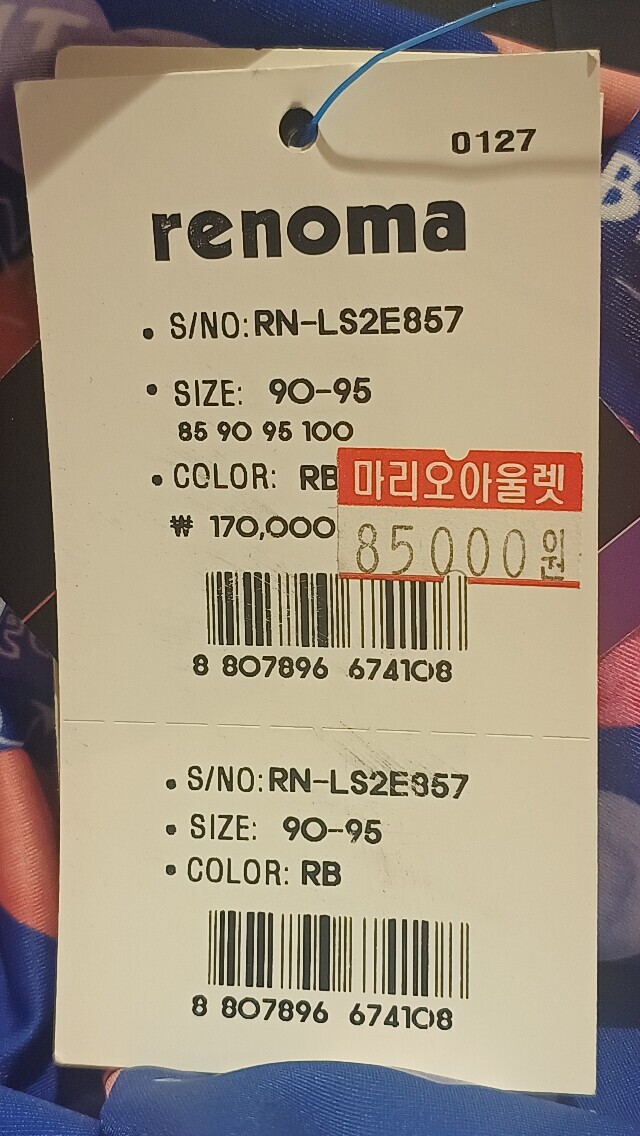 0127
renoma
• S/NO: RN-LS2E857
• SIZE: 90-95
85 90 95 100
• COLOR: RB
마리오아울렛
₩ 170,000
85000원
8 807896 674108
• S/NO: RN-LS2E857
• SIZE: 90-95
• COLOR: RB
8 807896 674108